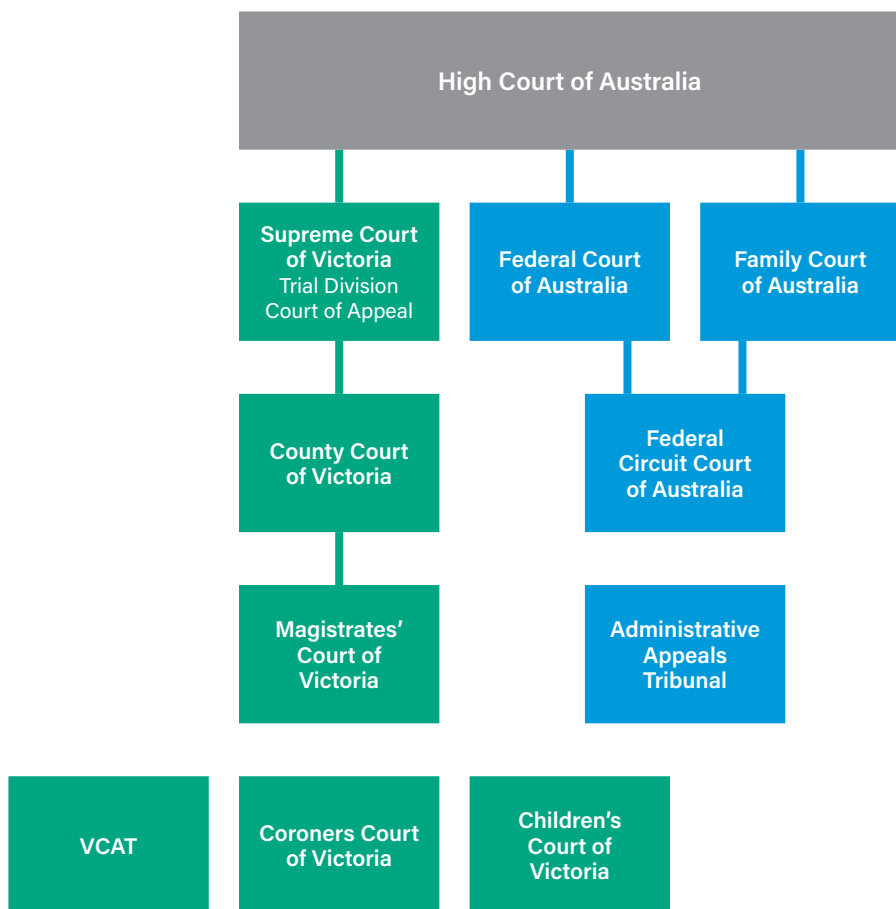 High Court of Australia
Supreme Court
of Victoria
Trial Division
Court of Appeal
Federal Court
of Australia
Family Court
of Australia
County Court
of Victoria
Federal
Circuit Court
of Australia
Magistrates’
Court of
Victoria
Administrative
Appeals
Tribunal
VCAT
Coroners Court
of Victoria
Children’s
Court of
Victoria